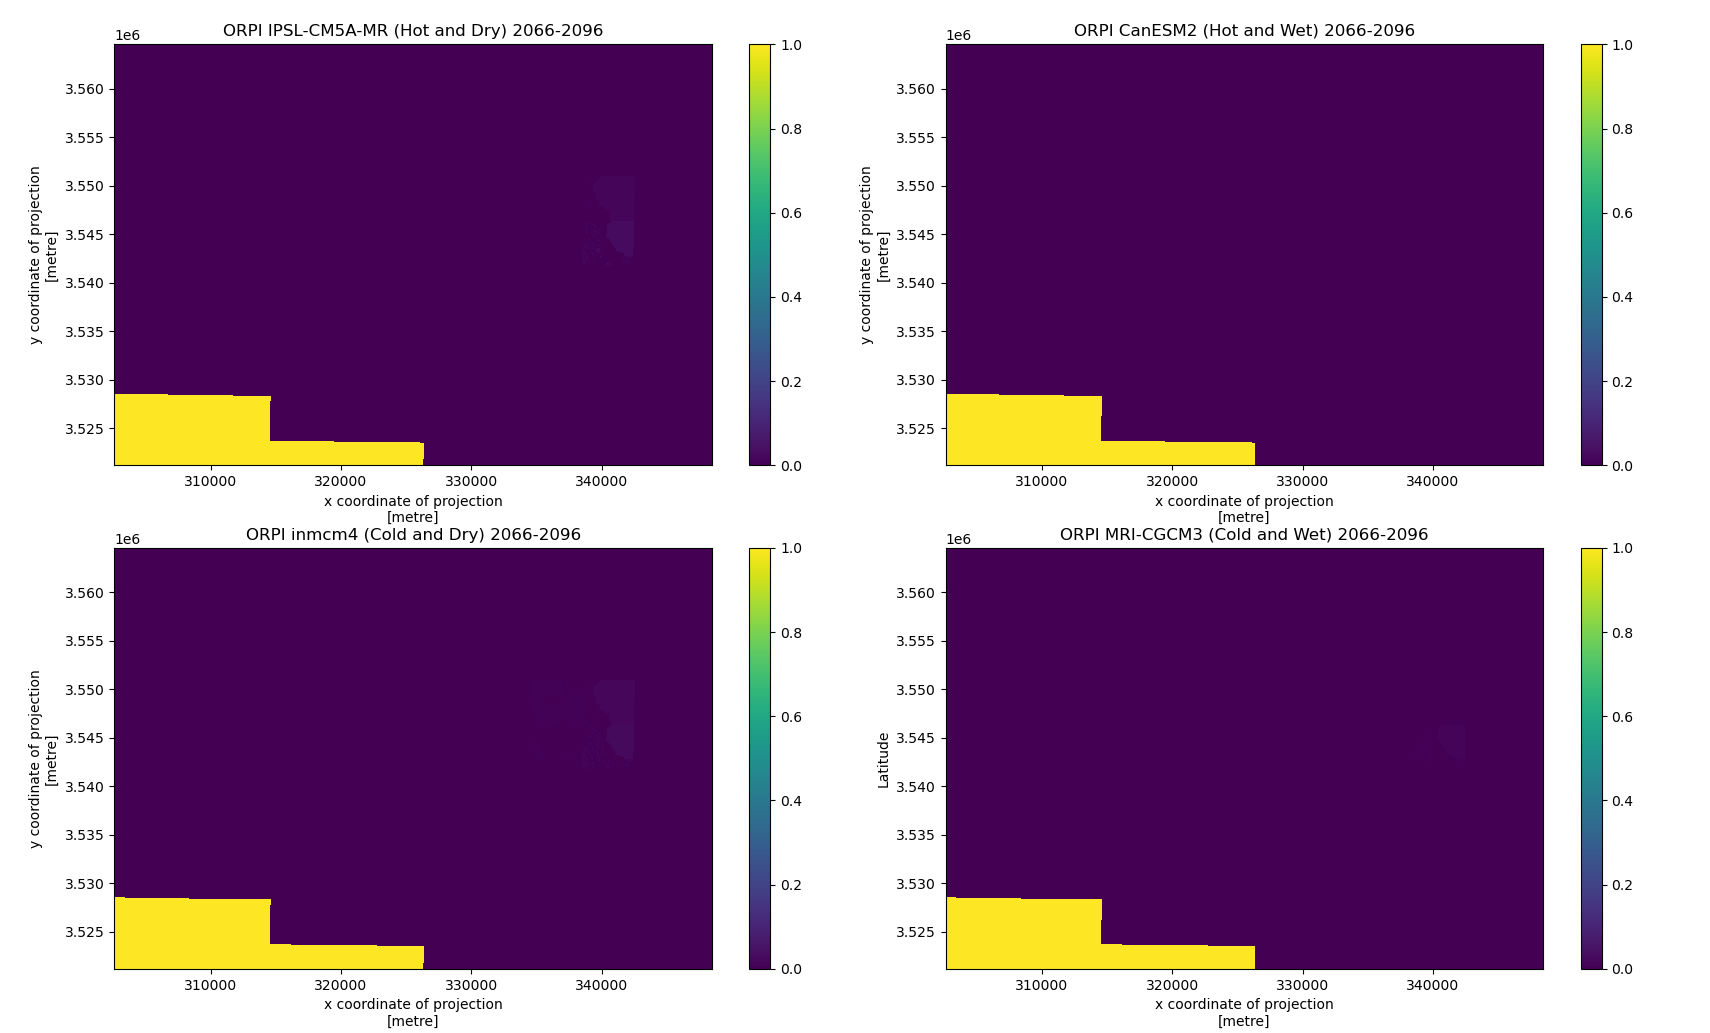 ORPI IPSL-CM5A-MR (Hot and Dry) 2066-2096
1e6
3.560
3.555
3.550
3.545
3.540
3.535
3.530
3.525
y coordinate of projection
[metre]
310000 320000 330000 340000
x coordinate of projection
[metre]
1.0
0.8
0.6
0.4
0.2
0.0
ORPI CanESM2 (Hot and Wet) 2066-2096
1e6
3.560
3.555
3.550
3.545
3.540
3.535
3.530
3.525
y coordinate of projection
[metre]
310000 320000 330000 340000
x coordinate of projection
[metre]
1.0
0.8
0.6
0.4
0.2
0.0
ORPI inmcm4 (Cold and Dry) 2066-2096
1e6
3.560
3.555
3.550
3.545
3.540
3.535
3.530
3.525
y coordinate of projection
[metre]
310000 320000 330000 340000
x coordinate of projection
[metre]
1.0
0.8
0.6
0.4
0.2
0.0
ORPI MRI-CGCM3 (Cold and Wet) 2066-2096
1e6
3.560
3.555
3.550
3.545
3.540
3.535
3.530
3.525
Latitude
310000 320000 330000 340000
x coordinate of projection
[metre]
1.0
0.8
0.6
0.4
0.2
0.0